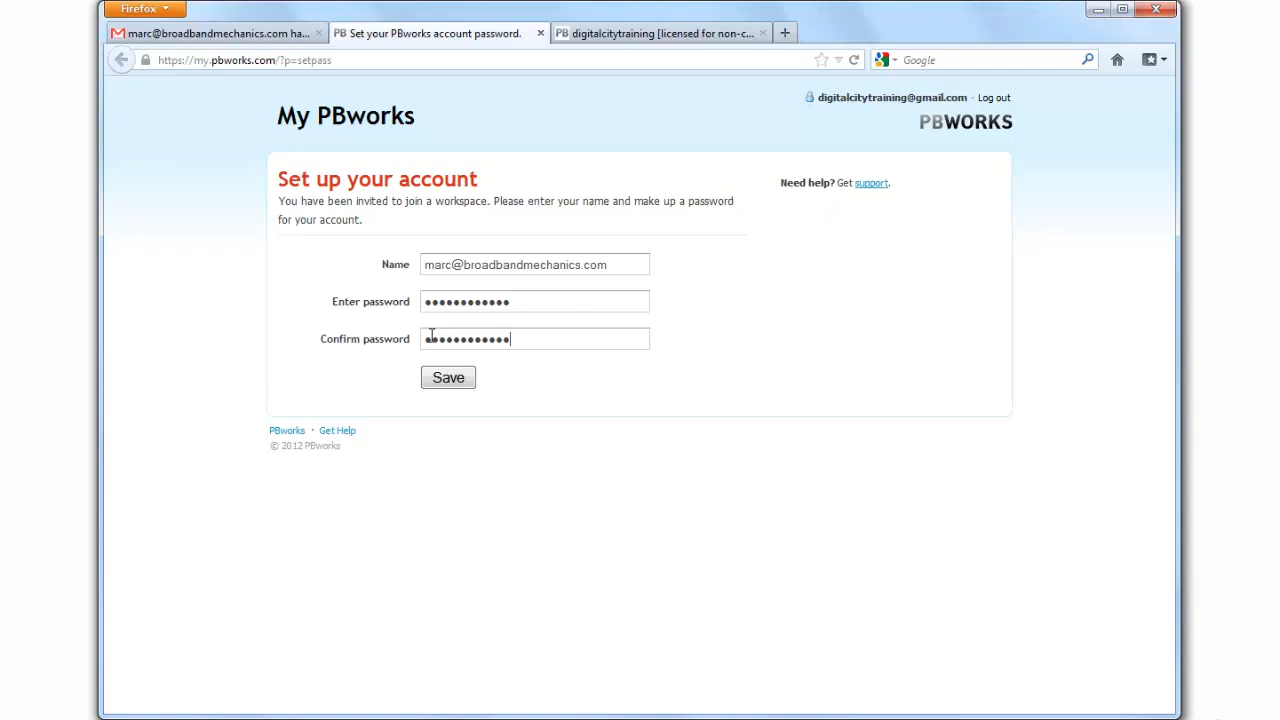 Firefox
marc@broadbandmechanics.com ha...
PB Set your PBworks account password.
PB digitalcitytraining [licensed for non-c...
https://my.pbworks.com/?p=setpass
Google
digitalcitytraining@gmail.com · Log out
My PBworks
PBWORKS
Set up your account
Need help? Get support.
You have been invited to join a workspace. Please enter your name and make up a password
for your account.
Name marc@broadbandmechanics.com
Enter password ••••••••••••
Confirm password ••••••••••••
Save
PBworks · Get Help
© 2012 PBworks